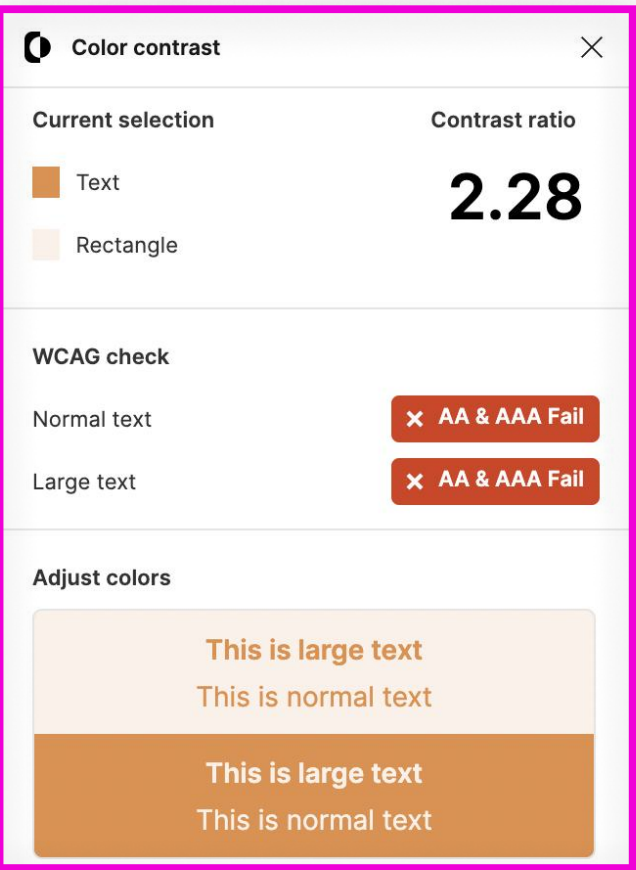 Color contrast
Current selection
Contrast ratio
Text
2.28
Rectangle
WCAG check
Normal text
AA & AAA Fail
Large text
AA & AAA Fail
Adjust colors
This is large text
This is normal text
This is large text
This is normal text